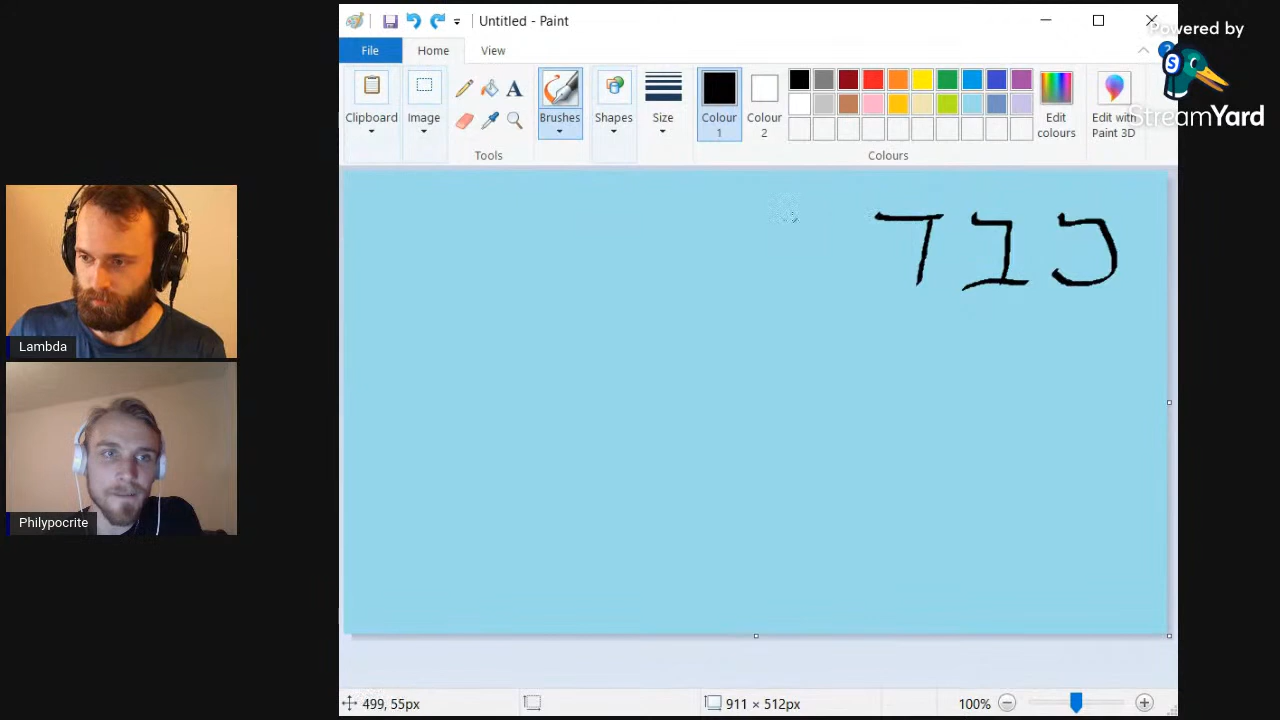 Untitled - Paint
Powered by
StreamYard
File
Home
View
Clipboard
Image
Tools
Brushes
Shapes
Size
Colour 1
Colour 2
Edit colours
Edit with Paint 3D
Colours
כבד
Lambda
Philypocrite
499, 55px
911 × 512px
100%